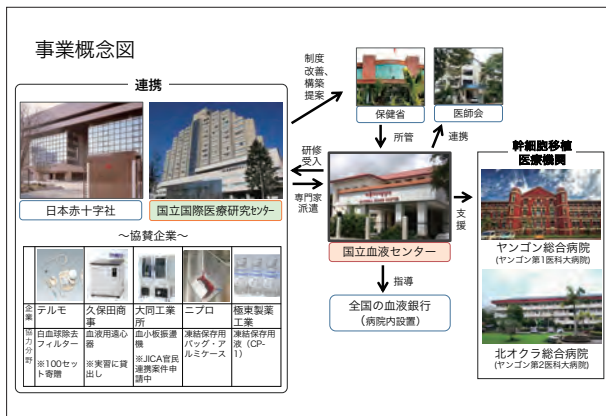 事業概念図
連携
日本赤十字社
国立国際医療研究センター
～協賛企業～
企業
テルモ
久保田商
事
大同工業
所
ニプロ
極東製薬
工業
協力分野
白血球除去
フィルター
※100セッ
ト寄贈
血液用遠心
器
※実習に貸
出し
血小板振盪
機
※JICA官民
連携案件申
請中
凍結保存用
バッグ・ア
ルミケース
凍結保存用
液（CP-
1）
制度
改善、
構築
提案
研修
受入
専門家
派遣
保健省
医師会
所管
連携
国立血液センター
指導
全国の血液銀行
（病院内設置）
支援
幹細胞移植
医療機関
ヤンゴン総合病院
(ヤンゴン第1医科大病院)
北オクラ総合病院
(ヤンゴン第2医科大病院)